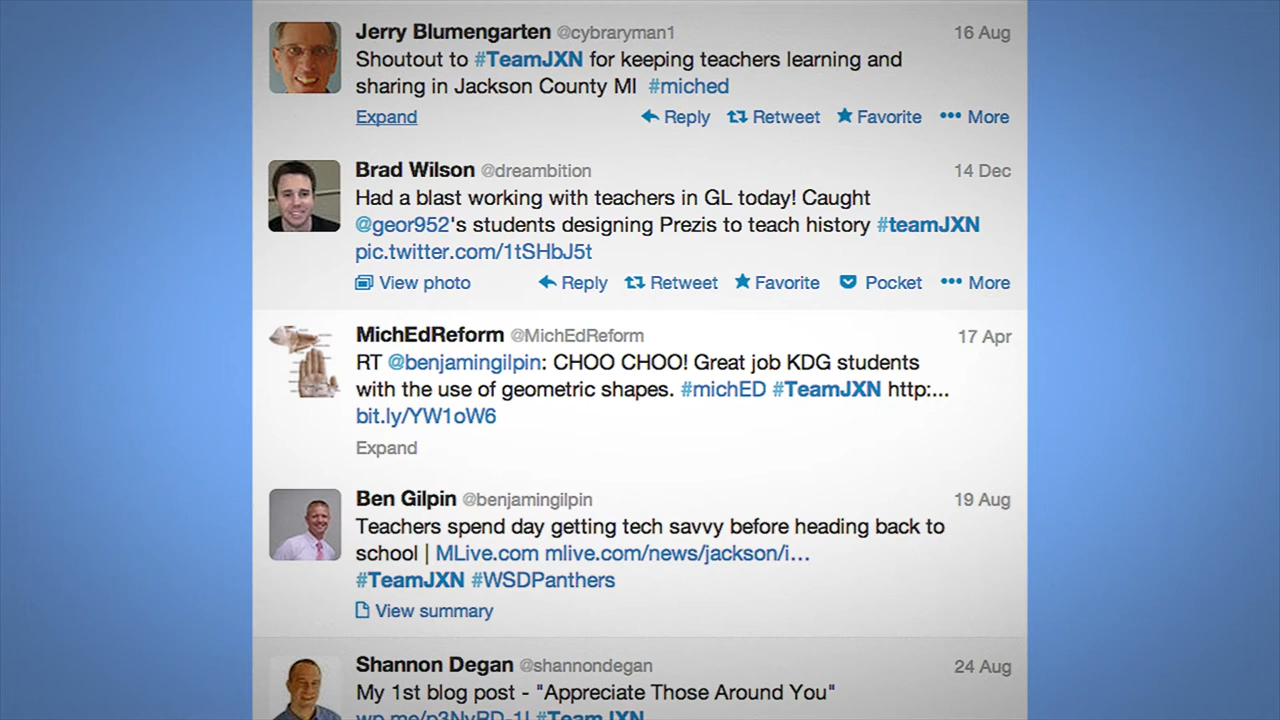 Jerry Blumengarten @cybraryman1 16 Aug
Shoutout to #TeamJXN for keeping teachers learning and
sharing in Jackson County MI #miched
Expand Reply Retweet Favorite More
Brad Wilson @dreambition 14 Dec
Had a blast working with teachers in GL today! Caught
@geor952's students designing Prezis to teach history #teamJXN
pic.twitter.com/1tSHbJ5t
View photo Reply Retweet Favorite Pocket More
MichEdReform @MichEdReform 17 Apr
RT @benjamingilpin: CHOO CHOO! Great job KDG students
with the use of geometric shapes. #michED #TeamJXN http:...
bit.ly/YW1oW6
Expand
Ben Gilpin @benjamingilpin 19 Aug
Teachers spend day getting tech savvy before heading back to
school | MLive.com mlive.com/news/jackson/i...
#TeamJXN #WSDPanthers
View summary
Shannon Degan @shannondegan 24 Aug
My 1st blog post - "Appreciate Those Around You"
#TeamJXN